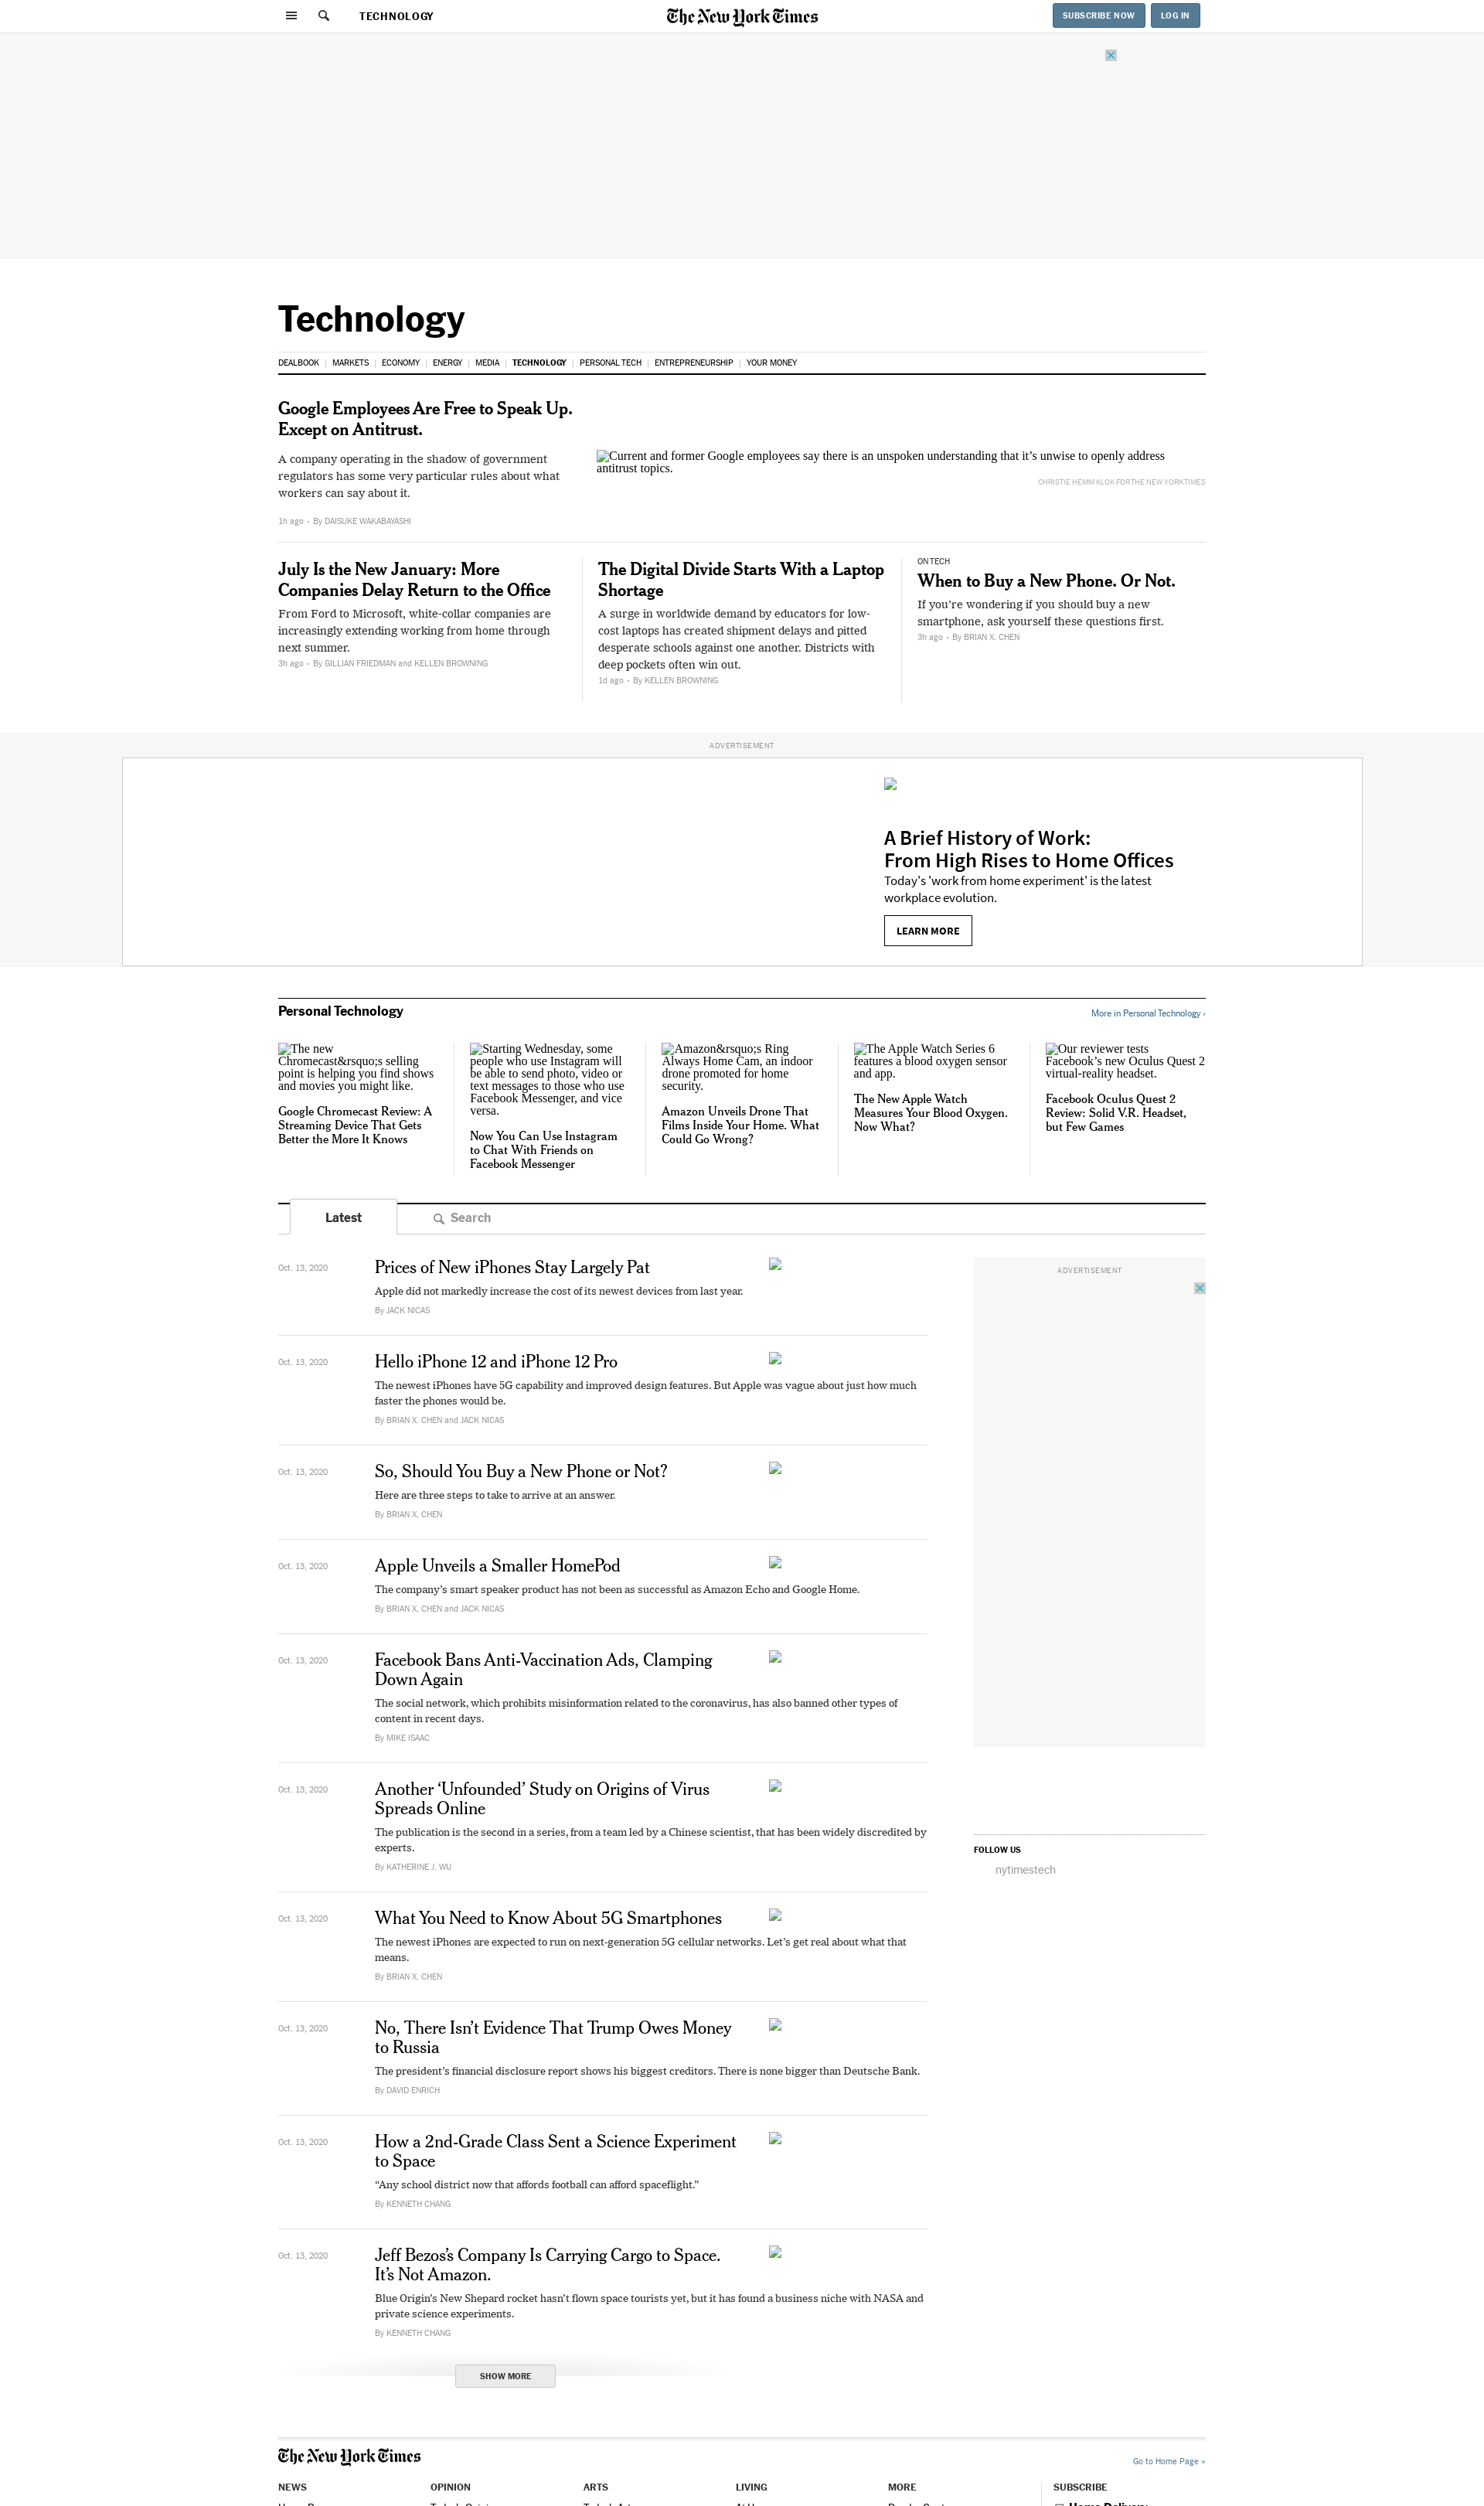 TECHNOLOGY
The New York Times
SUBSCRIBE NOW
LOG IN
Technology
DEALBOOK | MARKETS | ECONOMY | ENERGY | MEDIA | TECHNOLOGY | PERSONAL TECH | ENTREPRENEURSHIP | YOUR MONEY
Google Employees Are Free to Speak Up.
Except on Antitrust.
A company operating in the shadow of government
regulators has some very particular rules about what
workers can say about it.
1h ago • By DAISUKE WAKABAYASHI
Current and former Google employees say there is an unspoken understanding that it’s unwise to openly address
antitrust topics.
CHRISTIE HEMM KLOK FOR THE NEW YORK TIMES
July Is the New January: More
Companies Delay Return to the Office
From Ford to Microsoft, white-collar companies are
increasingly extending working from home through
next summer.
3h ago • By GILLIAN FRIEDMAN and KELLEN BROWNING
The Digital Divide Starts With a Laptop
Shortage
A surge in worldwide demand by educators for low-
cost laptops has created shipment delays and pitted
desperate schools against one another. Districts with
deep pockets often win out.
1d ago • By KELLEN BROWNING
ON TECH
When to Buy a New Phone. Or Not.
If you’re wondering if you should buy a new
smartphone, ask yourself these questions first.
3h ago • By BRIAN X. CHEN
ADVERTISEMENT
A Brief History of Work:
From High Rises to Home Offices
Today's 'work from home experiment' is the latest
workplace evolution.
LEARN MORE
Personal Technology
More in Personal Technology ›
The new
Chromecast&rsquo;s selling
point is helping you find shows
and movies you might like.
Google Chromecast Review: A
Streaming Device That Gets
Better the More It Knows
Starting Wednesday, some
people who use Instagram will
be able to send photo, video or
text messages to those who use
Facebook Messenger, and vice
versa.
Now You Can Use Instagram
to Chat With Friends on
Facebook Messenger
Amazon&rsquo;s Ring
Always Home Cam, an indoor
drone promoted for home
security.
Amazon Unveils Drone That
Films Inside Your Home. What
Could Go Wrong?
The Apple Watch Series 6
features a blood oxygen sensor
and app.
The New Apple Watch
Measures Your Blood Oxygen.
Now What?
Our reviewer tests
Facebook’s new Oculus Quest 2
virtual-reality headset.
Facebook Oculus Quest 2
Review: Solid V.R. Headset,
but Few Games
Latest
Search
Oct. 13, 2020
Prices of New iPhones Stay Largely Pat
Apple did not markedly increase the cost of its newest devices from last year.
By JACK NICAS
Oct. 13, 2020
Hello iPhone 12 and iPhone 12 Pro
The newest iPhones have 5G capability and improved design features. But Apple was vague about just how much
faster the phones would be.
By BRIAN X. CHEN and JACK NICAS
Oct. 13, 2020
So, Should You Buy a New Phone or Not?
Here are three steps to take to arrive at an answer.
By BRIAN X. CHEN
Oct. 13, 2020
Apple Unveils a Smaller HomePod
The company’s smart speaker product has not been as successful as Amazon Echo and Google Home.
By BRIAN X. CHEN and JACK NICAS
Oct. 13, 2020
Facebook Bans Anti-Vaccination Ads, Clamping
Down Again
The social network, which prohibits misinformation related to the coronavirus, has also banned other types of
content in recent days.
By MIKE ISAAC
Oct. 13, 2020
Another ‘Unfounded’ Study on Origins of Virus
Spreads Online
The publication is the second in a series, from a team led by a Chinese scientist, that has been widely discredited by
experts.
By KATHERINE J. WU
Oct. 13, 2020
What You Need to Know About 5G Smartphones
The newest iPhones are expected to run on next-generation 5G cellular networks. Let’s get real about what that
means.
By BRIAN X. CHEN
Oct. 13, 2020
No, There Isn’t Evidence That Trump Owes Money
to Russia
The president’s financial disclosure report shows his biggest creditors. There is none bigger than Deutsche Bank.
By DAVID ENRICH
Oct. 13, 2020
How a 2nd-Grade Class Sent a Science Experiment
to Space
“Any school district now that affords football can afford spaceflight.”
By KENNETH CHANG
Oct. 13, 2020
Jeff Bezos’s Company Is Carrying Cargo to Space.
It’s Not Amazon.
Blue Origin’s New Shepard rocket hasn’t flown space tourists yet, but it has found a business niche with NASA and
private science experiments.
By KENNETH CHANG
SHOW MORE
ADVERTISEMENT
FOLLOW US
nytimestech
The New York Times
Go to Home Page »
NEWS
OPINION
ARTS
LIVING
MORE
SUBSCRIBE